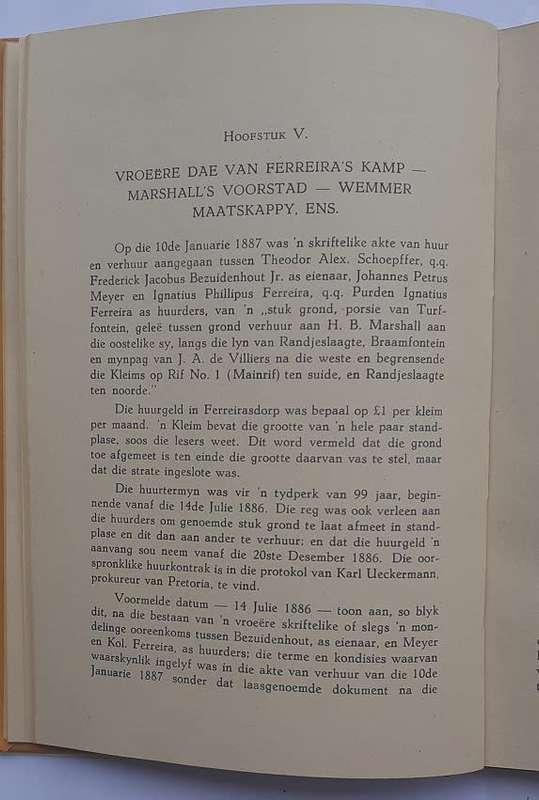 HOOFSTUK V.
VROEËRE DAE VAN FERREIRA'S KAMP —
MARSHALL'S VOORSTAD — WEMMER
MAATSKAPPY, ENS.
Op die 10de Januarie 1887 was 'n skriftelike akte van huur
en verhuur aangegaan tussen Theodor Alex. Schoepffer, q.q.
Frederick Jacobus Bezuidenhout Jr. as eienaar, Johannes Petrus
Meyer en Ignatius Phillipus Ferreira, q.q. Purden Ignatius
Ferreira as huurders, van 'n „stuk grond, porsie van Turf-
fontein, geleë tussen grond verhuur aan H. B. Marshall aan
die oostelike sy, langs die lyn van Randjeslaagte, Braamfontein
en mynpag van J. A. de Villiers na die weste en begrensende
die Kleims op Rif No. 1 (Mainrif) ten suide, en Randjeslaagte
ten noorde."
Die huurgeld in Ferreirasdorp was bepaal op £1 per kleim
per maand. 'n Kleim bevat die grootte van 'n hele paar stand-
plase, soos die lesers weet. Dit word vermeld dat die grond
toe afgemeet is ten einde die grootte daarvan vas te stel, maar
dat die strate ingeslote was.
Die huurtermyn was vir 'n tydperk van 99 jaar, begin-
nende vanaf die 14de Julie 1886. Die reg was ook verleen aan
die huurders om genoemde stuk grond te laat afmeet in stand-
plase en dit dan aan ander te verhuur; en dat die huurgeld 'n
aanvang sou neem vanaf die 20ste Desember 1886. Die oor-
spronklike huurkontrak is in die protokol van Karl Ueckermann,
prokureur van Pretoria, te vind.
Voormelde datum — 14 Julie 1886 — toon aan, so blyk
dit, na die bestaan van 'n vroeëre skriftelike of slegs 'n mon-
delinge ooreenkoms tussen Bezuidenhout, as eienaar, en Meyer
en Kol. Ferreira, as huurders; die terme en kondisies waarvan
waarskynlik ingelyf was in die akte van verhuur van die 10de
Januarie 1887 sonder dat laasgenoemde dokument na die